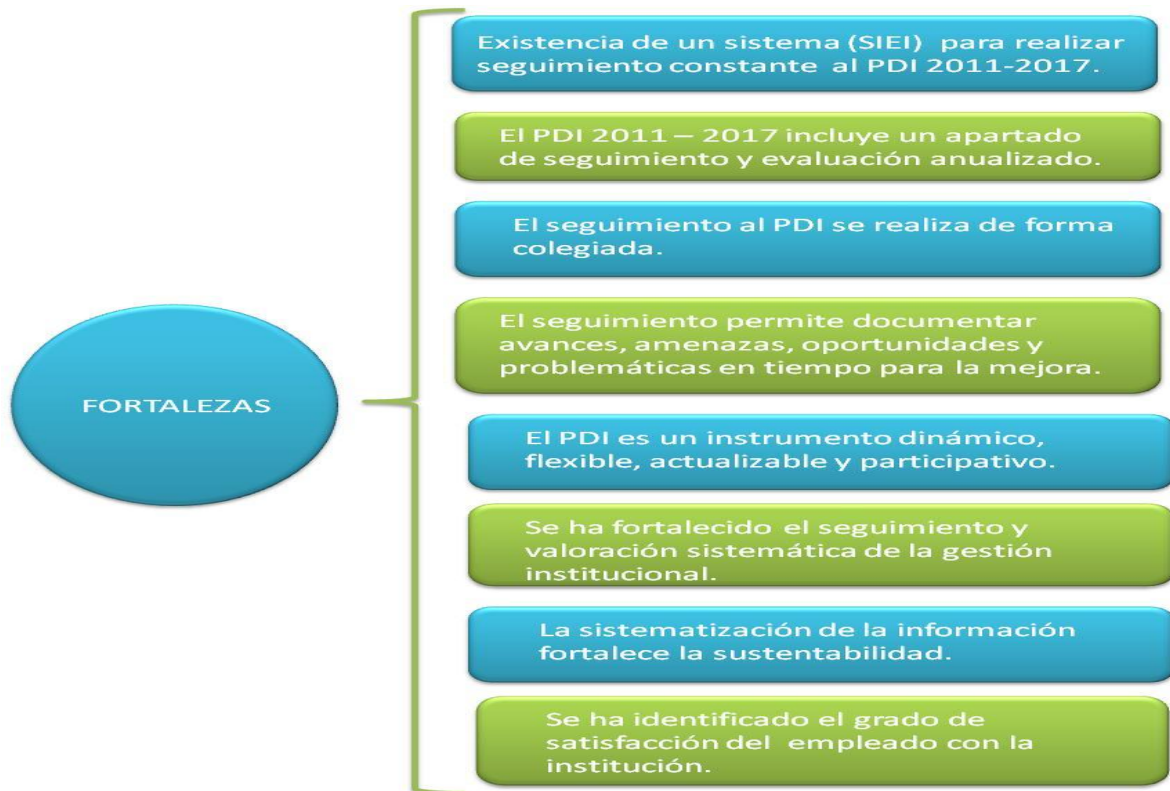 Existencia de un sistema (SIEI) para realizar
seguimiento constante al PDI 2011-2017.
El PDI 2011 – 2017 incluye un apartado
de seguimiento y evaluación anualizado.
El seguimiento al PDI se realiza de forma
colegiada.
El seguimiento permite documentar
avances, amenazas, oportunidades y
problemáticas en tiempo para la mejora.
FORTALEZAS
El PDI es un instrumento dinámico,
flexible, actualizable y participativo.
Se ha fortalecido el seguimiento y
valoración sistemática de la gestión
institucional.
La sistematización de la información
fortalece la sustentabilidad.
Se ha identificado el grado de
satisfacción del empleado con la
institución.